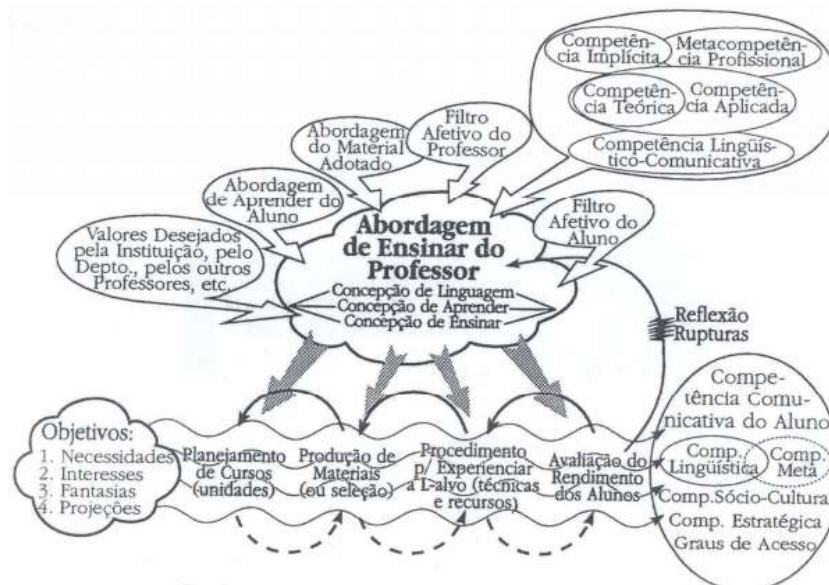 Competên-
cia Implícita
Metacompetên-
cia Profissional
Competên-
cia Teórica
Competên-
cia Aplicada
Competência Lingüís-
tico-Comunicativa
Filtro
Afetivo do
Professor
Abordagem
do Material
Adotado
Abordagem
de Aprender do
Aluno
Valores Desejados
pela Instituição, pelo
Depto., pelos outros
Professores, etc.
Filtro
Afetivo do
Aluno
Abordagem
de Ensinar do
Professor
Concepção de Linguagem
Concepção de Aprender
Concepção de Ensinar
Reflexão
Rupturas
Objetivos:
1. Necessidades
2. Interesses
3. Fantasias
4. Projeções
Planejamento
de Cursos
(unidades)
Produção de
Materiais
(ou seleção)
Procedimento
p/ Experienciar
a L-alvo (técnicas
e recursos)
Avaliação do
Rendimento
dos Alunos
Compe-
tência Comu-
nicativa do Aluno
Comp.
Lingüística
Comp.
Meta
Comp.Sócio-Cultural
Comp. Estratégica
Graus de Acesso